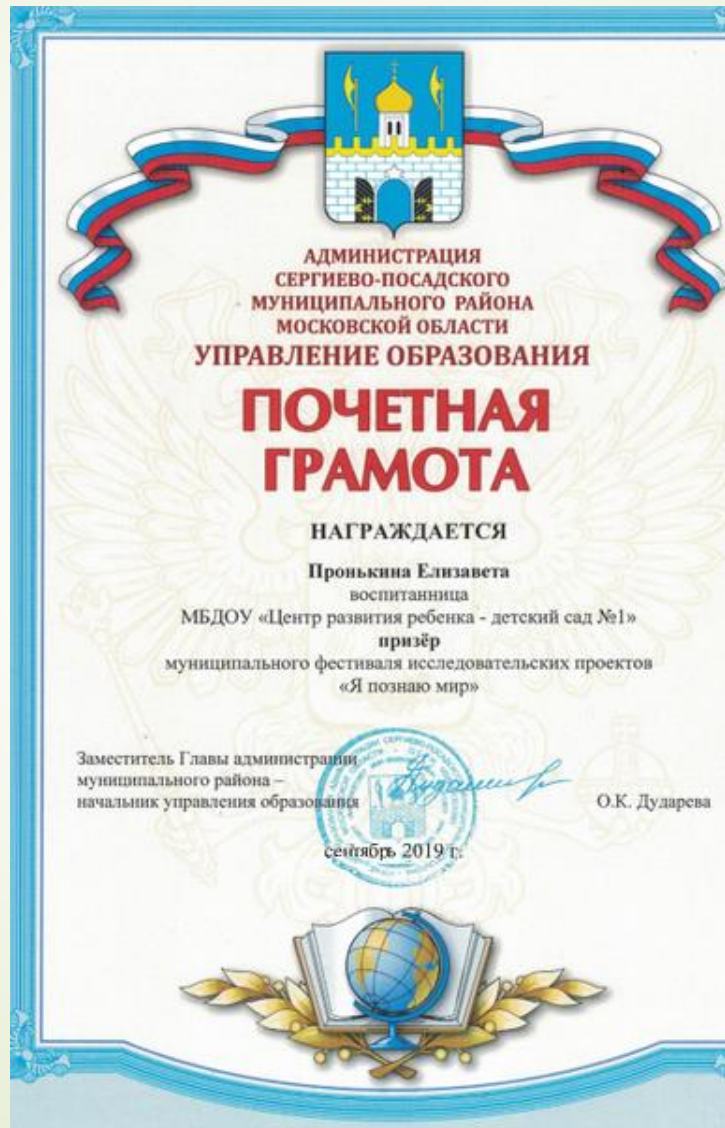 АДМИНИСТРАЦИЯ
СЕРГИЕВО-ПОСАДСКОГО
МУНИЦИПАЛЬНОГО РАЙОНА
МОСКОВСКОЙ ОБЛАСТИ
УПРАВЛЕНИЕ ОБРАЗОВАНИЯ
ПОЧЕТНАЯ
ГРАМОТА
НАГРАЖДАЕТСЯ
Пронькина Елизавета
воспитанница
МБДОУ «Центр развития ребенка - детский сад №1»
призёр
муниципального фестиваля исследовательских проектов
«Я познаю мир»
Заместитель Главы администрации
муниципального района –
начальник управления образования
О.К. Дударева
сентябрь 2019 г.